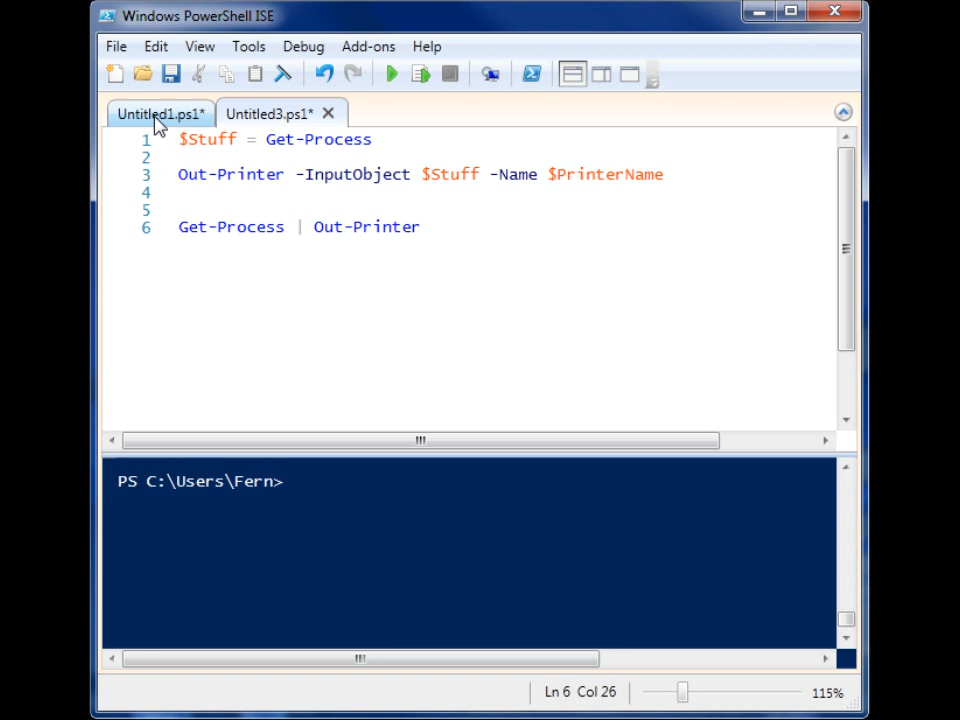 Windows PowerShell ISE
File Edit View Tools Debug Add-ons Help
Untitled1.ps1* Untitled3.ps1*
1 $Stuff = Get-Process
2
3 Out-Printer -InputObject $Stuff -Name $PrinterName
4
5
6 Get-Process | Out-Printer
PS C:\Users\Fern>
Ln 6 Col 26 115%